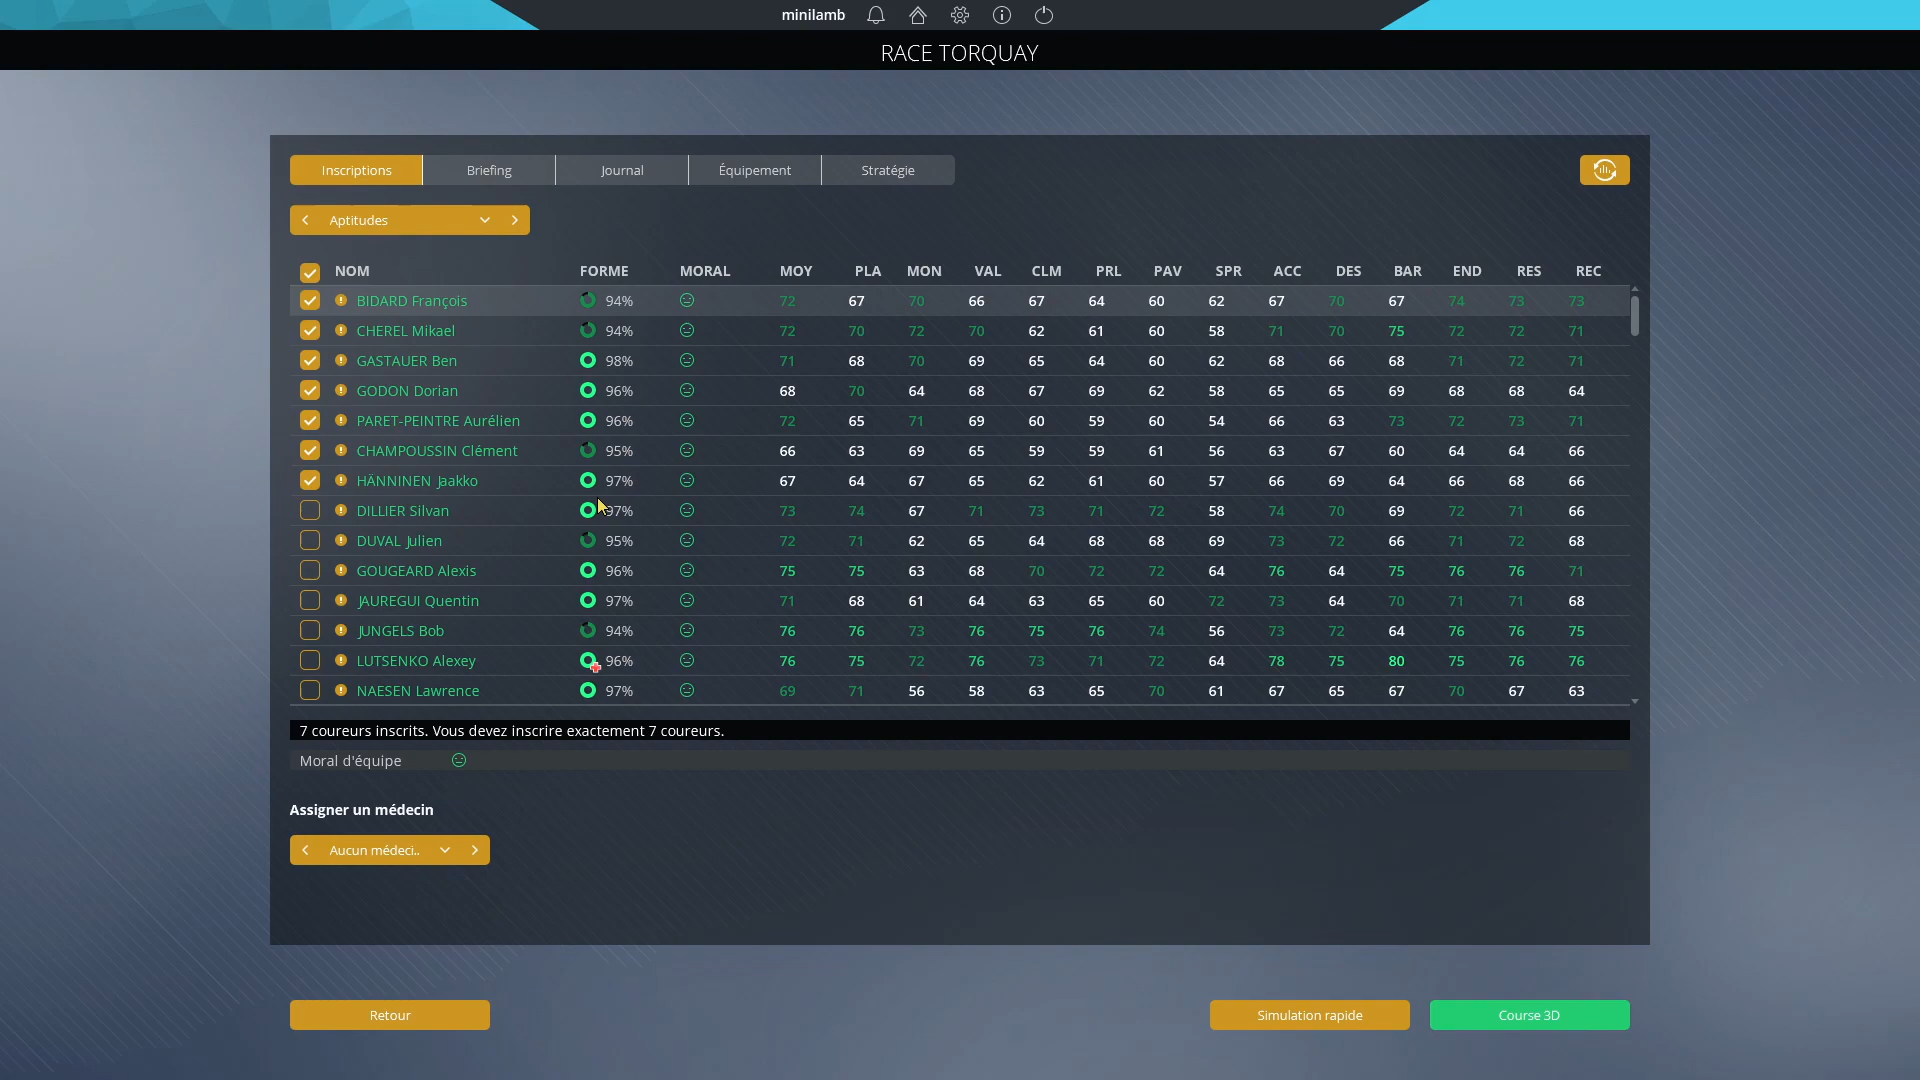 minilamb
RACE TORQUAY
Inscriptions Briefing Journal Équipement Stratégie
Aptitudes
NOM FORME MORAL MOY PLA MON VAL CLM PRL PAV SPR ACC DES BAR END RES REC
BIDARD François 94% 72 67 70 66 67 64 60 62 67 70 67 74 73 73
CHEREL Mikael 94% 72 70 72 70 62 61 60 58 71 70 75 72 72 71
GASTAUER Ben 98% 71 68 70 69 65 64 60 62 68 66 68 71 72 71
GODON Dorian 96% 68 70 64 68 67 69 62 58 65 65 69 68 68 64
PARET-PEINTRE Aurélien 96% 72 65 71 69 60 59 60 54 66 63 73 72 73 71
CHAMPOUSSIN Clément 95% 66 63 69 65 59 59 61 56 63 67 60 64 64 66
HÄNNINEN Jaakko 97% 67 64 67 65 62 61 60 57 66 69 64 66 68 66
DILLIER Silvan 97% 73 74 67 71 73 71 72 58 74 70 69 72 71 66
DUVAL Julien 95% 72 71 62 65 64 68 68 69 73 72 66 71 72 68
GOUGEARD Alexis 96% 75 75 63 68 70 72 72 64 76 64 75 76 76 71
JAUREGUI Quentin 97% 71 68 61 64 63 65 60 72 73 64 70 71 71 68
JUNGELS Bob 94% 76 76 73 76 75 76 74 56 73 72 64 76 76 75
LUTSENKO Alexey 96% 76 75 72 76 73 71 72 64 78 75 80 75 76 76
NAESEN Lawrence 97% 69 71 56 58 63 65 70 61 67 65 67 70 67 63
7 coureurs inscrits. Vous devez inscrire exactement 7 coureurs.
Moral d'équipe
Assigner un médecin
Aucun médeci..
Retour Simulation rapide Course 3D